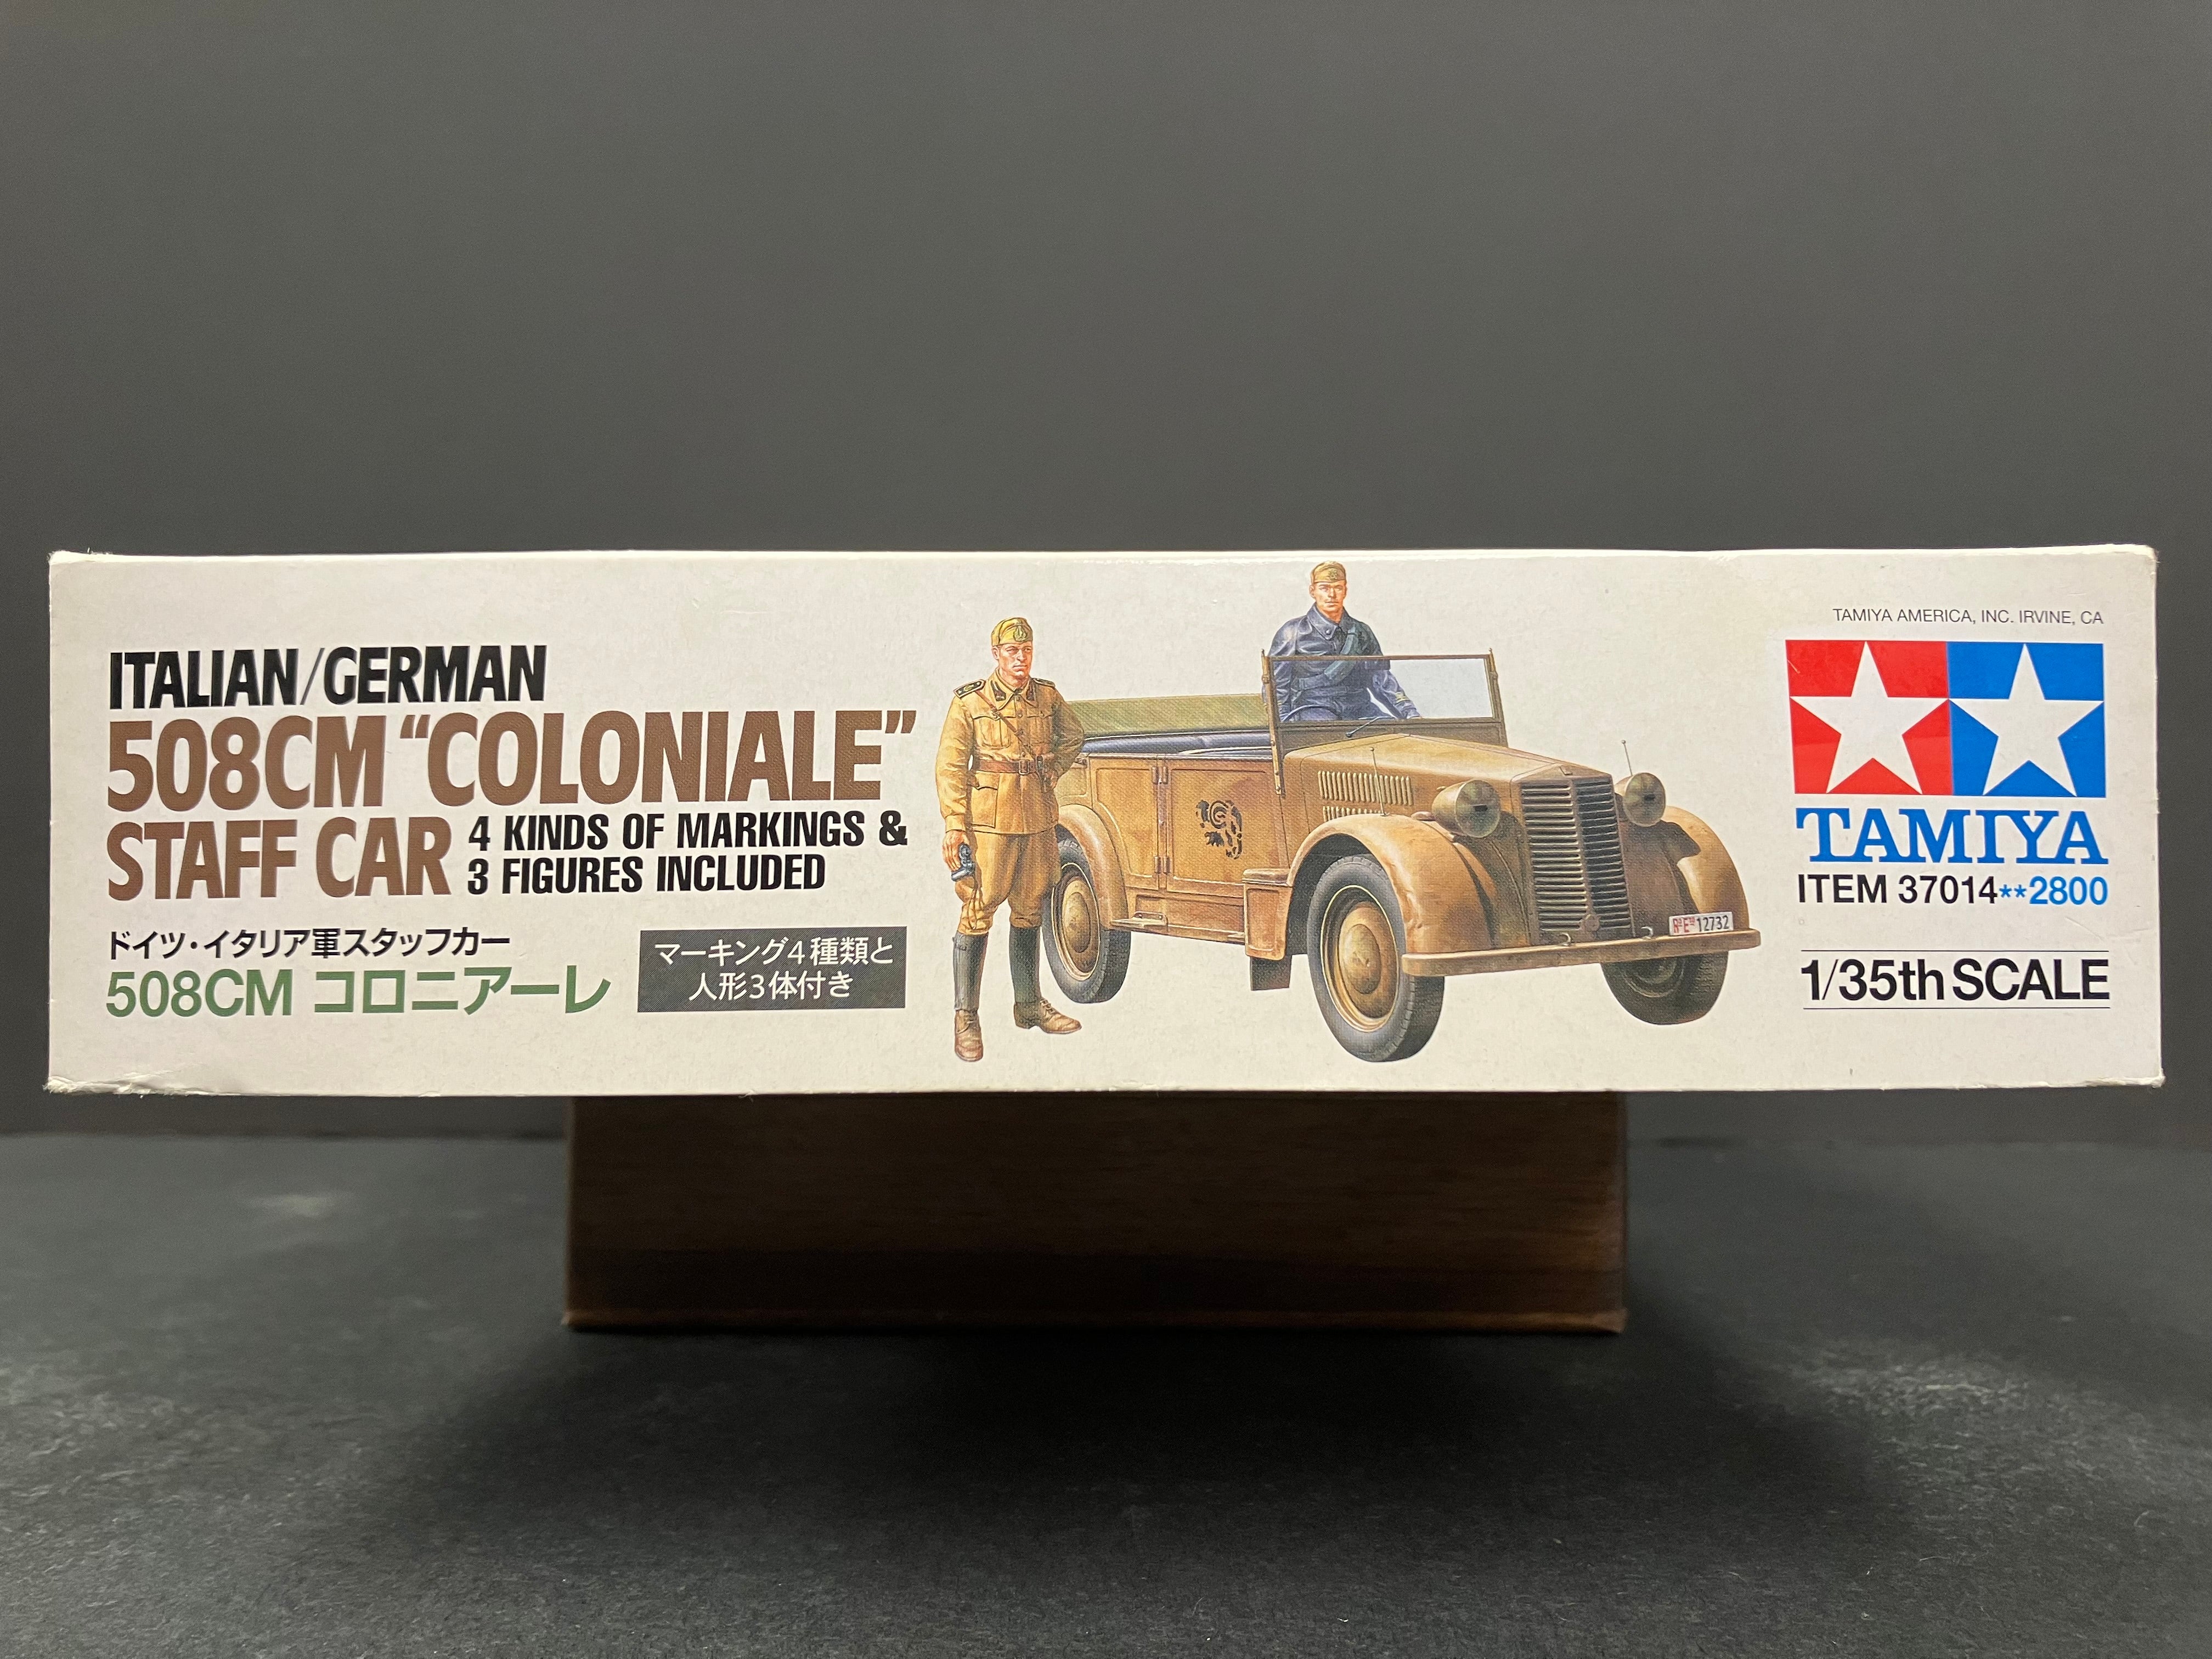 ITALIAN/GERMAN
508CM “COLONIALE”
STAFF CAR
4 KINDS OF MARKINGS &
3 FIGURES INCLUDED
ドイツ・イタリア軍スタッフカー
508CM コロニアーレ
マーキング4種類と
人形3体付き
12732
TAMIYA AMERICA, INC. IRVINE, CA
TAMIYA
ITEM 37014**2800
1/35th SCALE